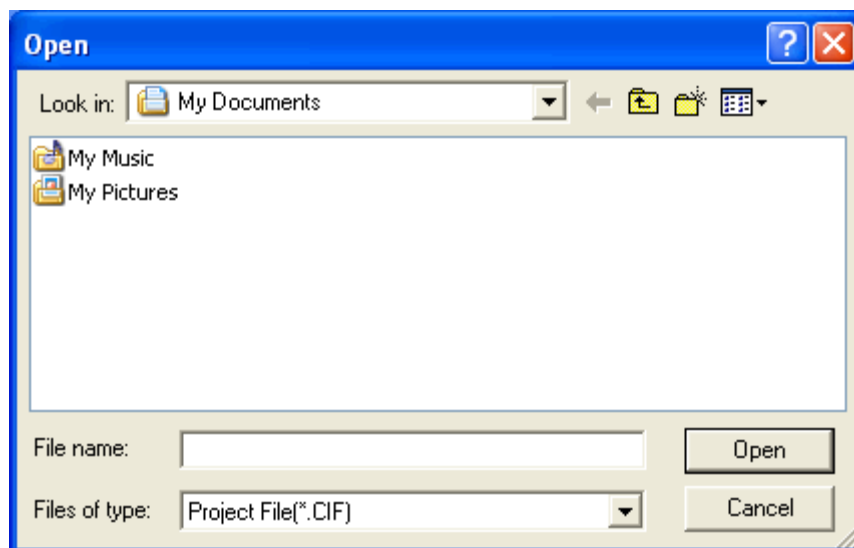 Open
Look in: My Documents
My Music
My Pictures
File name: Open
Files of type: Project File(*.CIF) Cancel